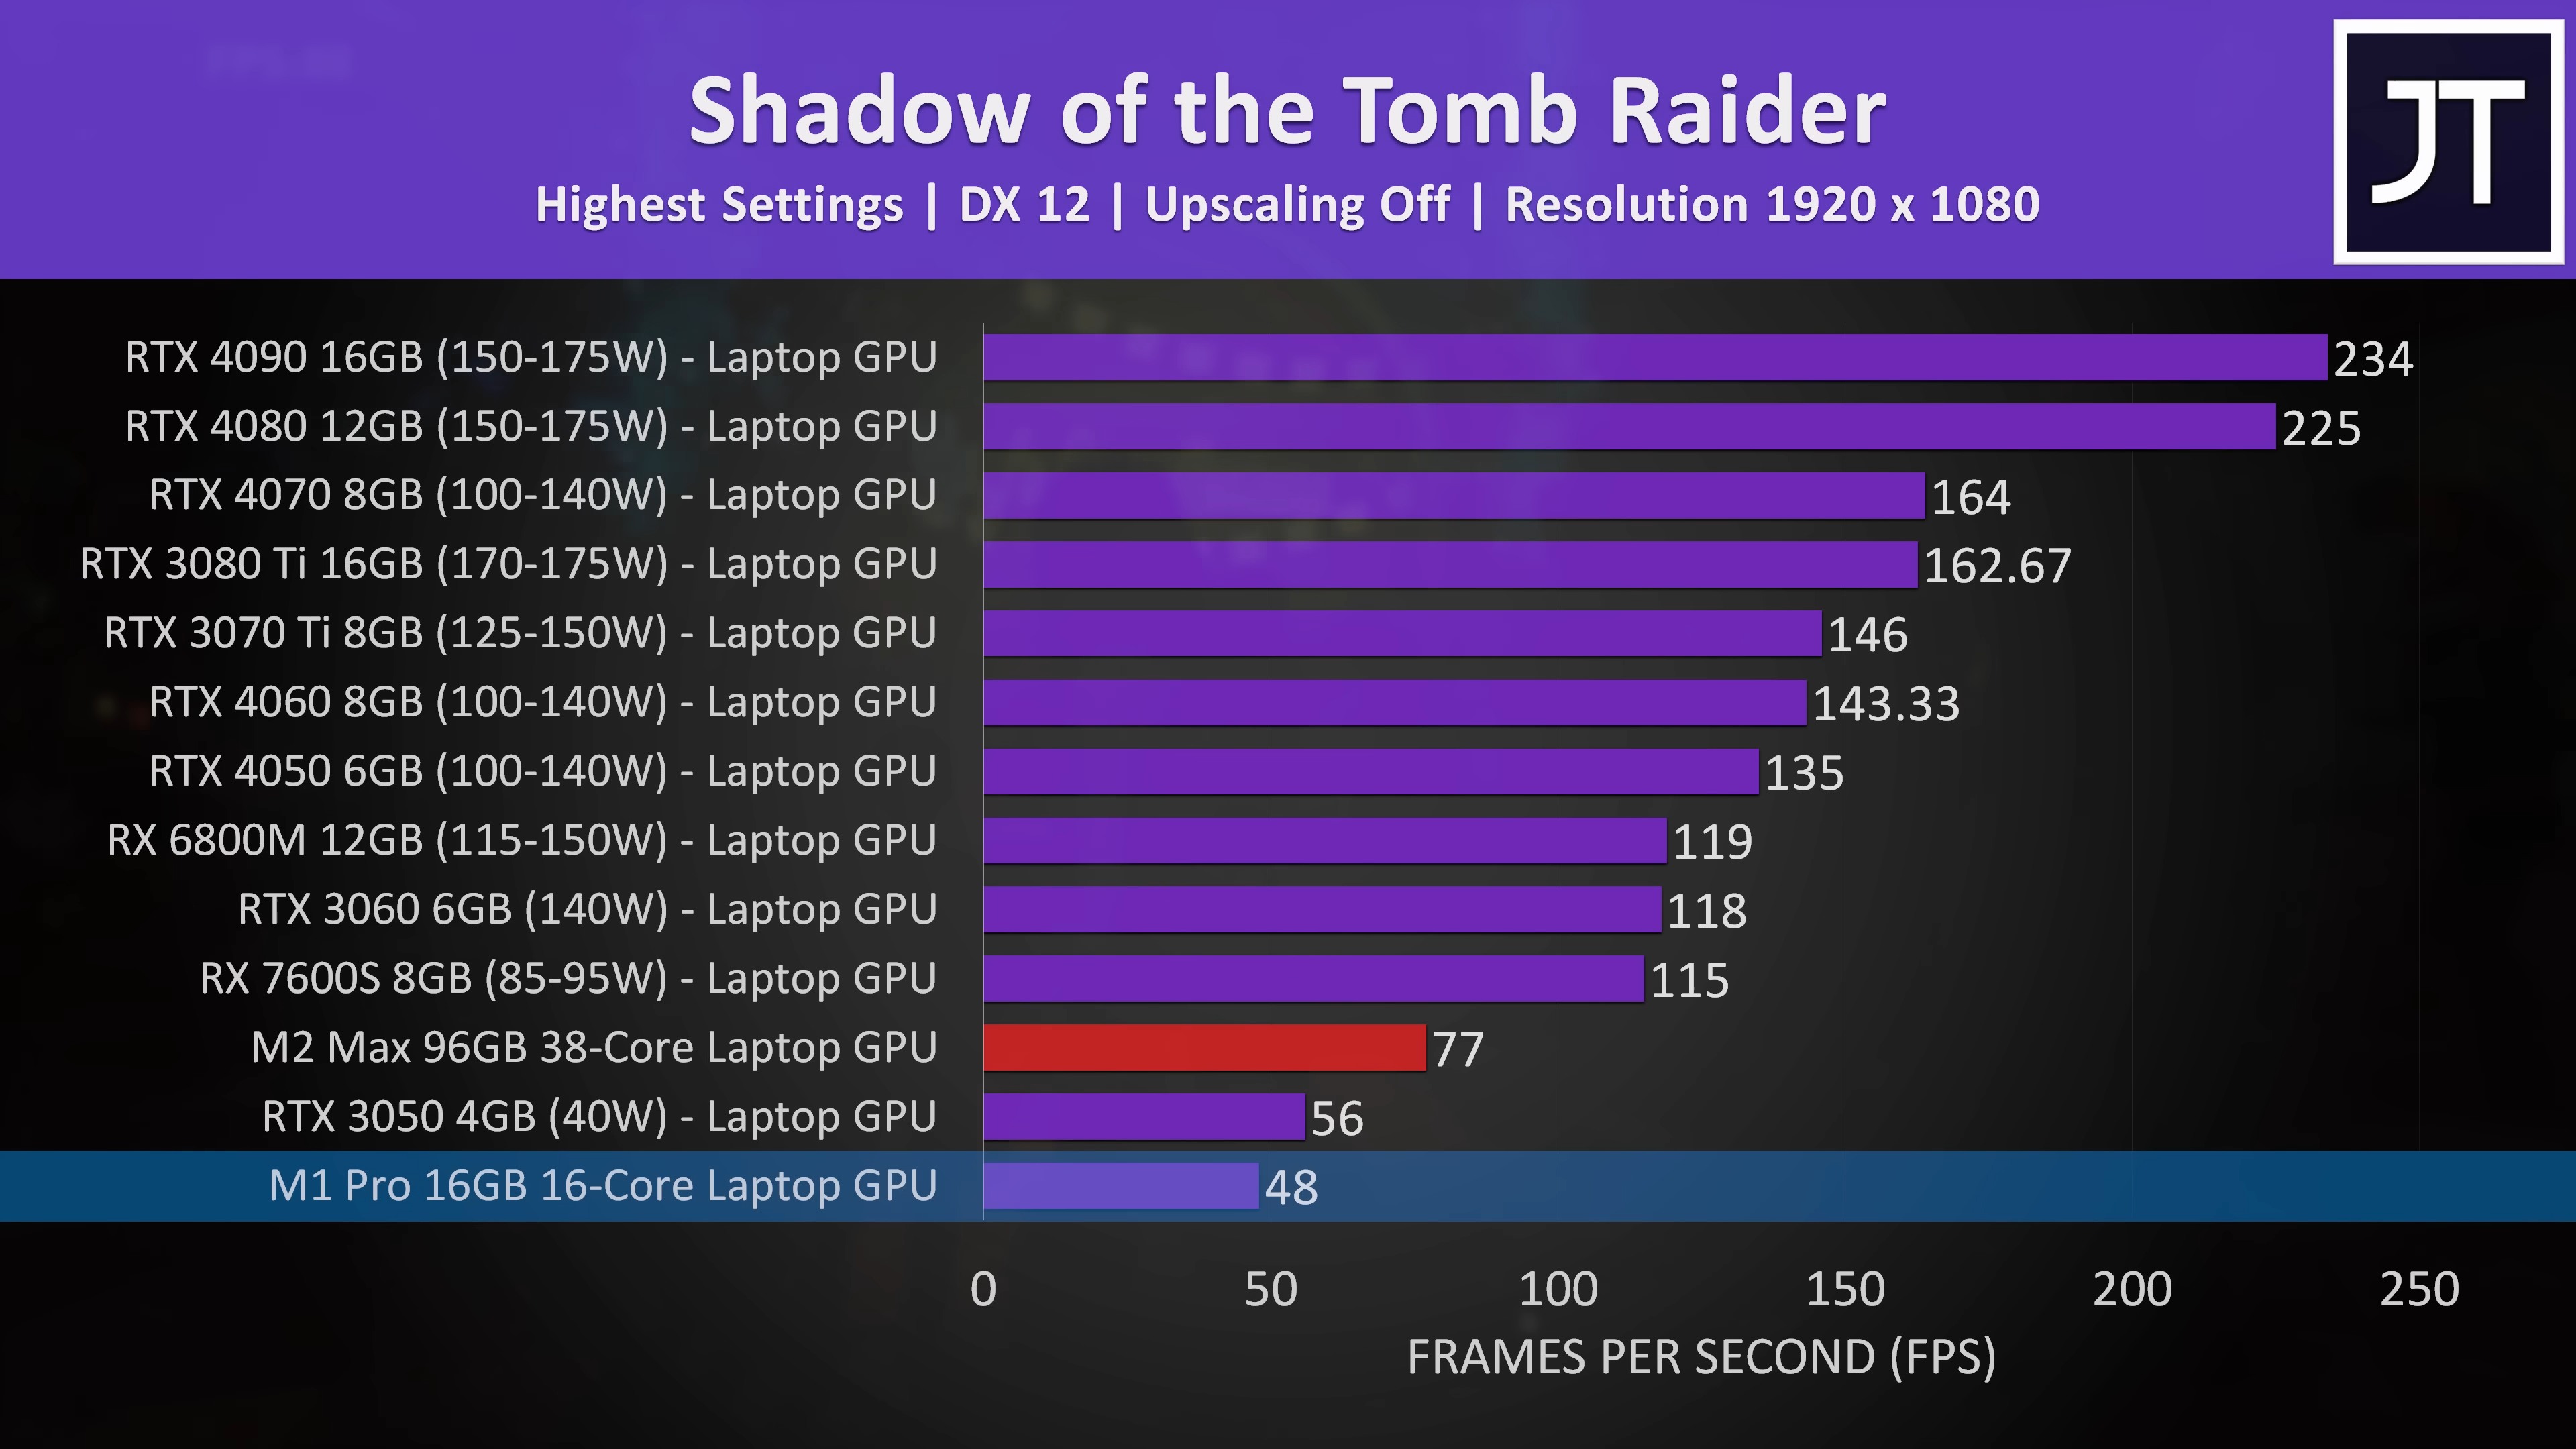 Shadow of the Tomb Raider
JT
Highest Settings | DX 12 | Upscaling Off | Resolution 1920 x 1080
RTX 4090 16GB (150-175W) - Laptop GPU 234
RTX 4080 12GB (150-175W) - Laptop GPU 225
RTX 4070 8GB (100-140W) - Laptop GPU 164
RTX 3080 Ti 16GB (170-175W) - Laptop GPU 162.67
RTX 3070 Ti 8GB (125-150W) - Laptop GPU 146
RTX 4060 8GB (100-140W) - Laptop GPU 143.33
RTX 4050 6GB (100-140W) - Laptop GPU 135
RX 6800M 12GB (115-150W) - Laptop GPU 119
RTX 3060 6GB (140W) - Laptop GPU 118
RX 7600S 8GB (85-95W) - Laptop GPU 115
M2 Max 96GB 38-Core Laptop GPU 77
RTX 3050 4GB (40W) - Laptop GPU 56
M1 Pro 16GB 16-Core Laptop GPU 48
0 50 100 150 200 250
FRAMES PER SECOND (FPS)